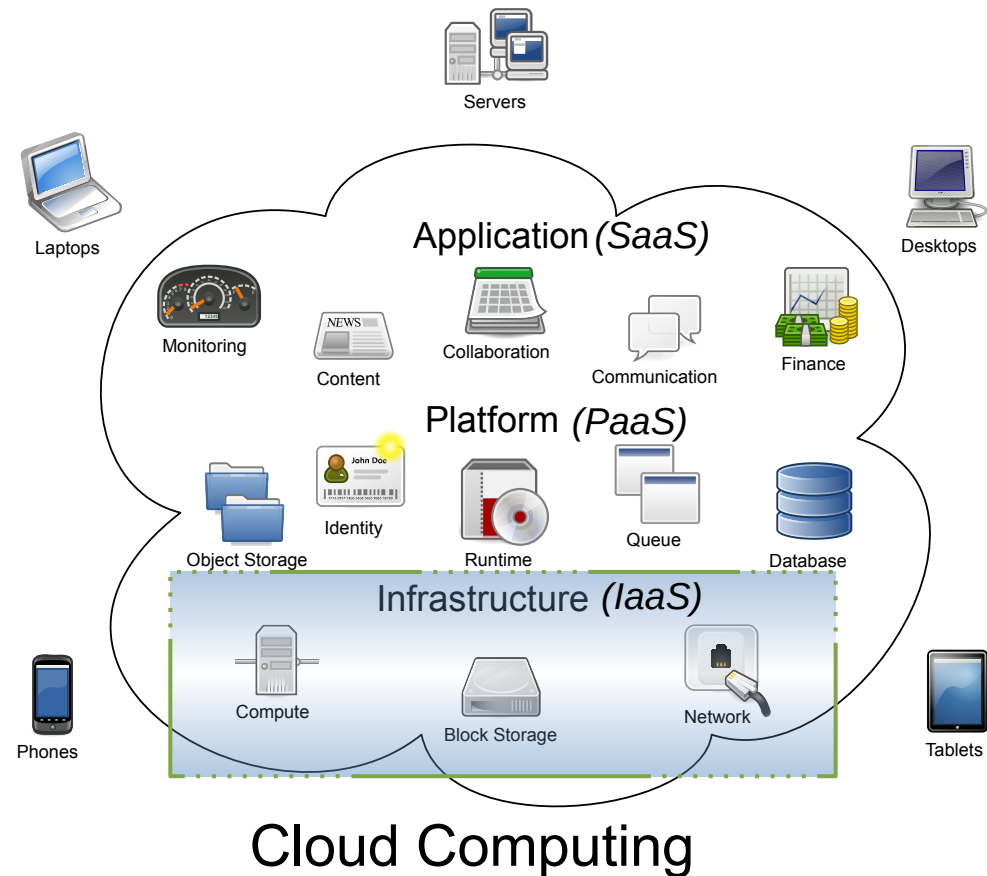 Servers
Laptops
Desktops
Application (SaaS)
Monitoring
NEWS
Content
Collaboration
Communication
Finance
Platform (PaaS)
Object Storage
John Doe
Identity
Runtime
Queue
Database
Infrastructure (IaaS)
Compute
Block Storage
Network
Phones
Tablets
Cloud Computing